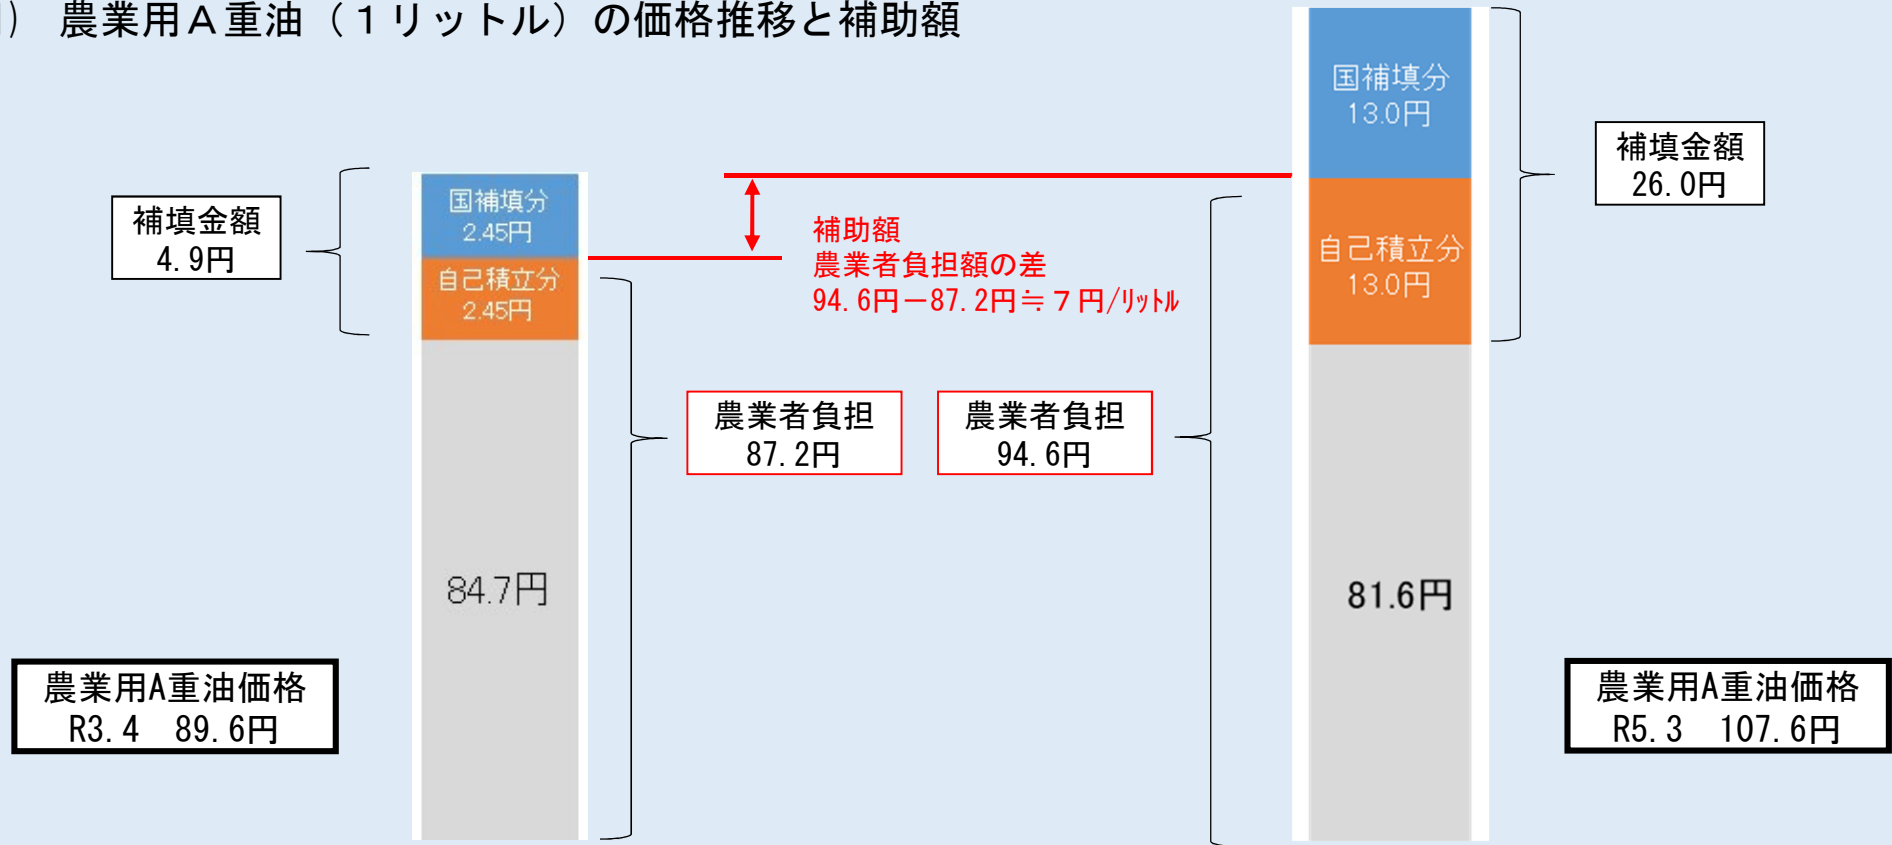 ) 農業用A重油（１リットル）の価格推移と補助額
補填金額
4.9円
国補填分
2.45円
自己積立分
2.45円
84.7円
農業用A重油価格
R3.4　89.6円
補助額
農業者負担額の差
94.6円－87.2円≒７円/ﾘｯﾄﾙ
農業者負担
87.2円
農業者負担
94.6円
国補填分
13.0円
自己積立分
13.0円
81.6円
補填金額
26.0円
農業用A重油価格
R5.3　107.6円